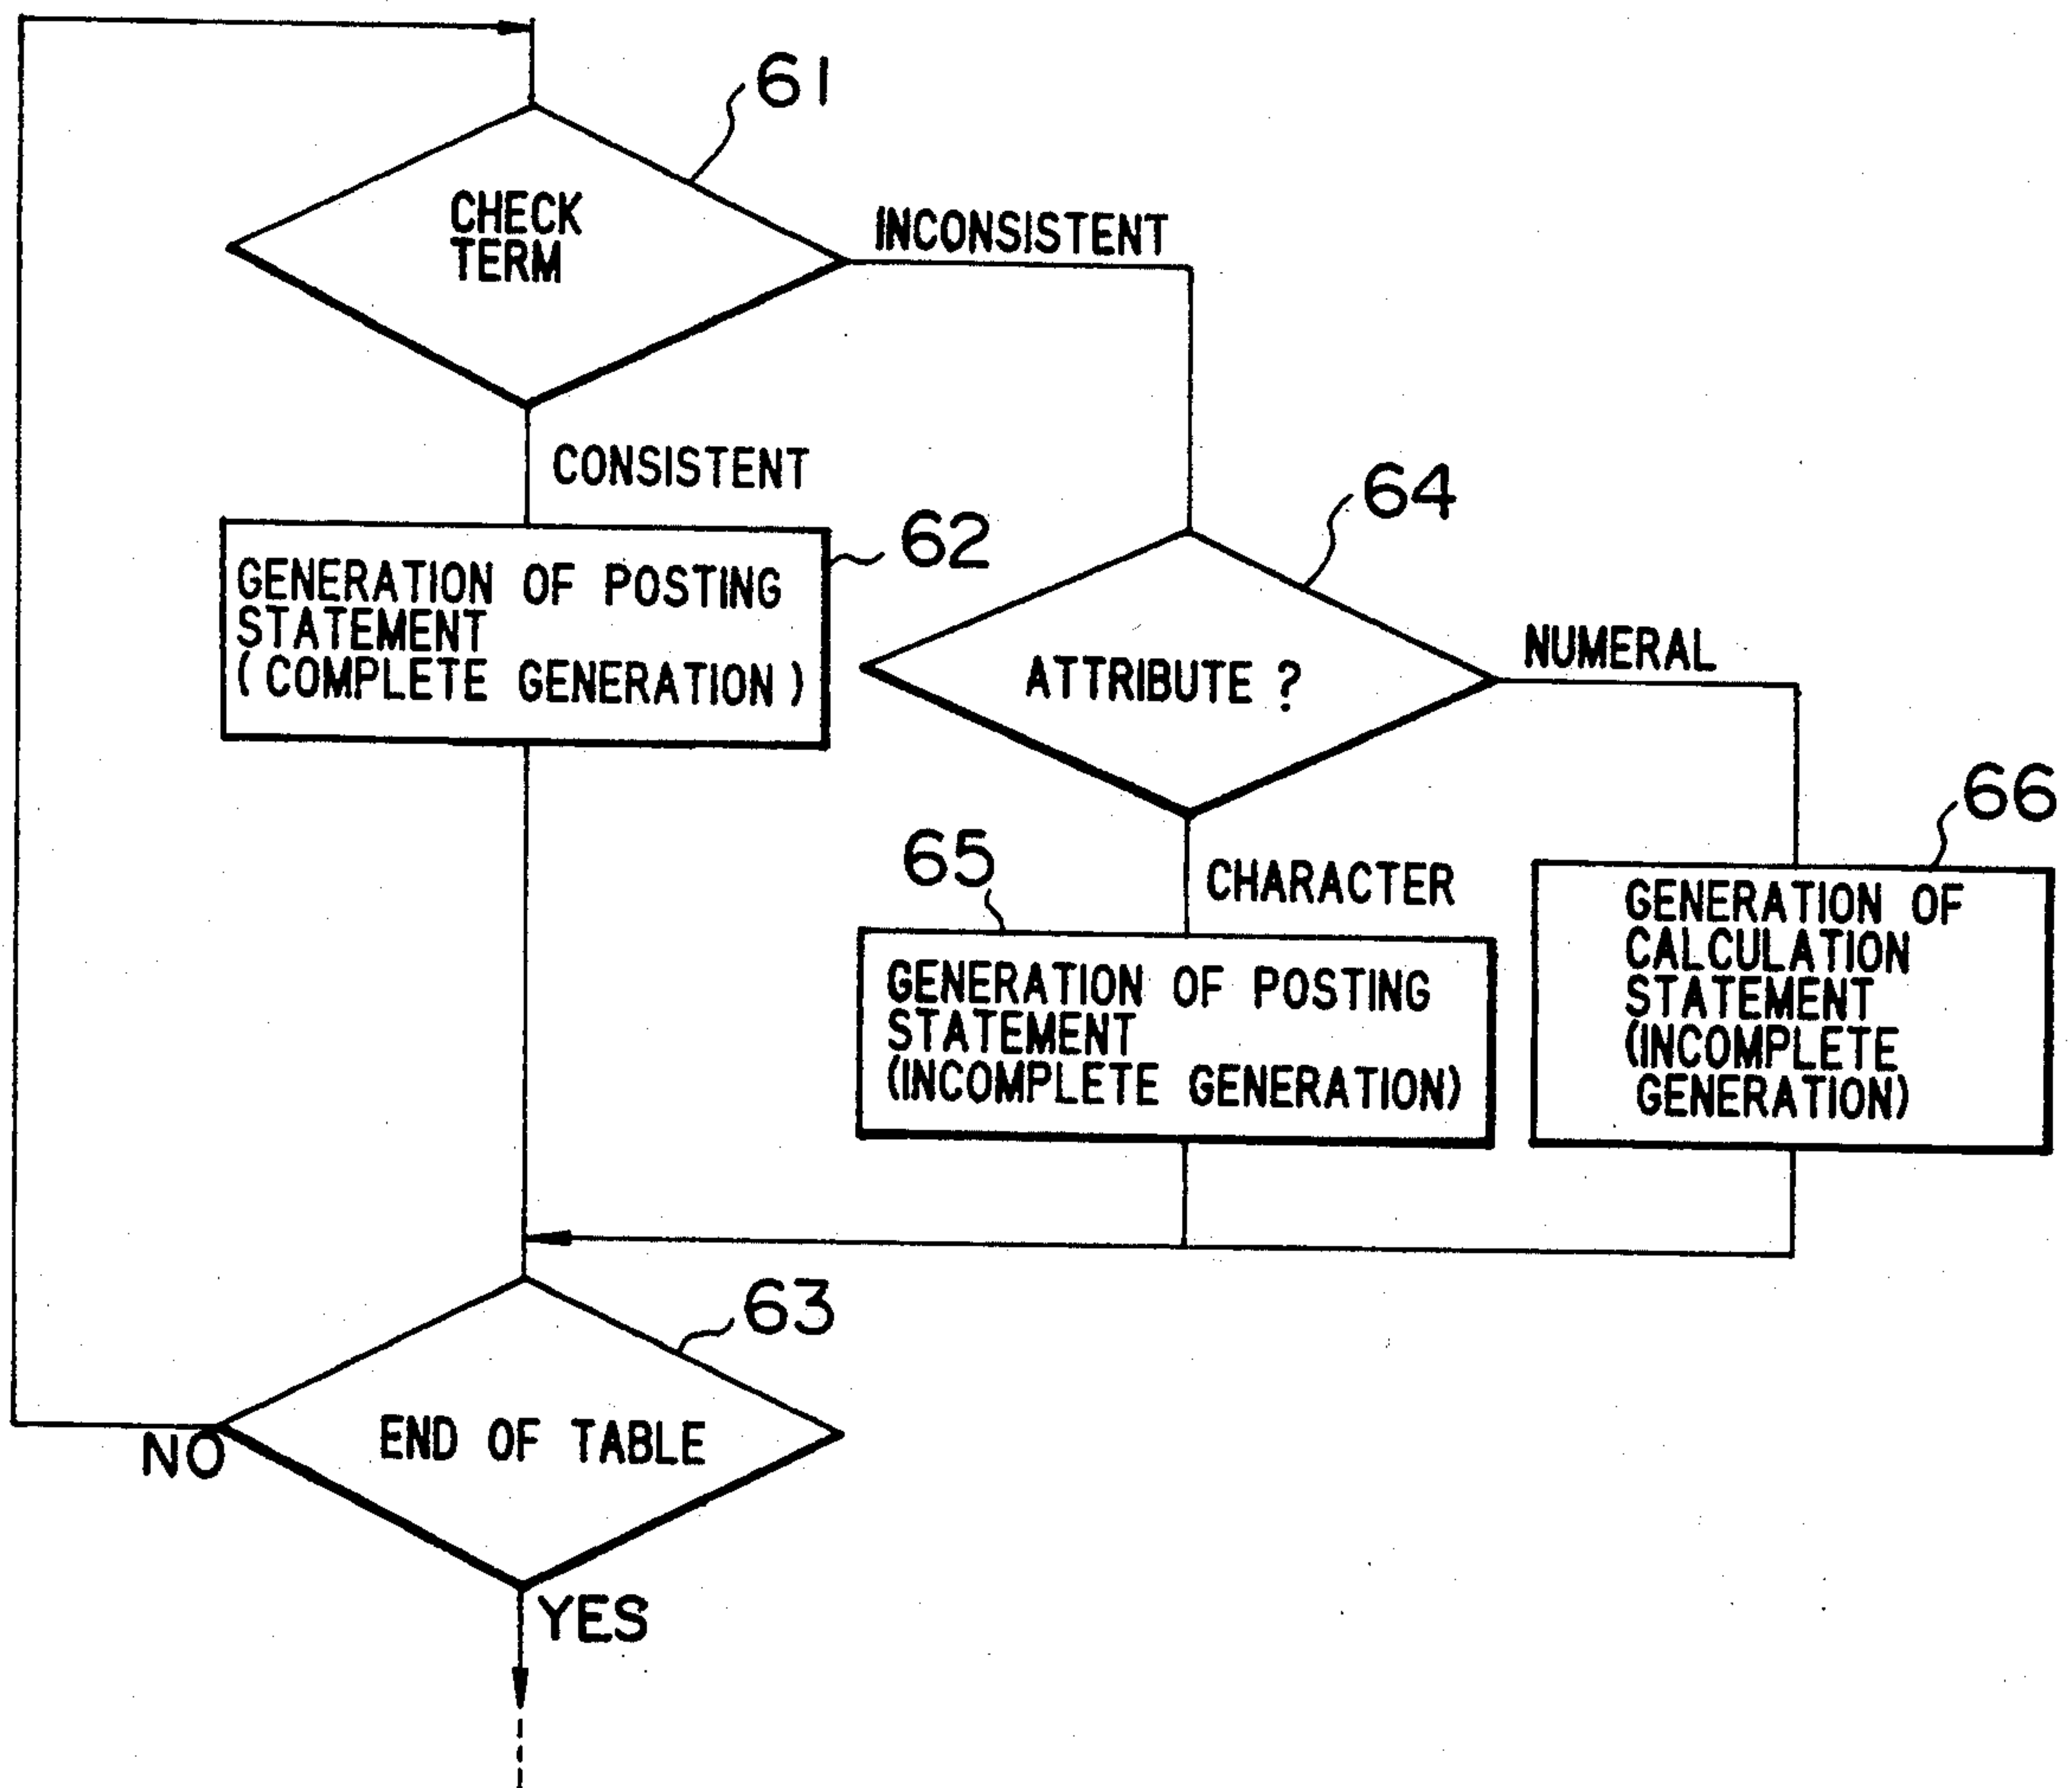 61
CHECK
TERM
INCONSISTENT
CONSISTENT
62
GENERATION OF POSTING
STATEMENT
(COMPLETE GENERATION)
64
ATTRIBUTE ?
NUMERAL
65
CHARACTER
66
GENERATION OF POSTING
STATEMENT
(INCOMPLETE GENERATION)
GENERATION OF
CALCULATION
STATEMENT
(INCOMPLETE
GENERATION)
63
END OF TABLE
NO
YES